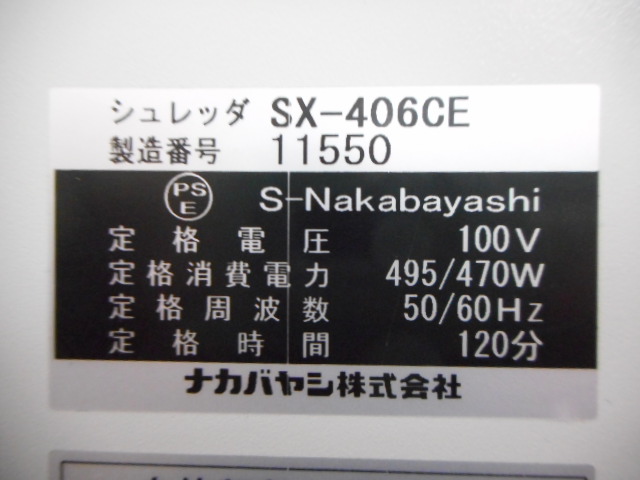 シュレッダ SX-406CE
製造番号 11550
PSE S-Nakabayashi
定格電圧 100V
定格消費電力 495/470W
定格周波数 50/60Hz
定格時間 120分
ナカバヤシ株式会社